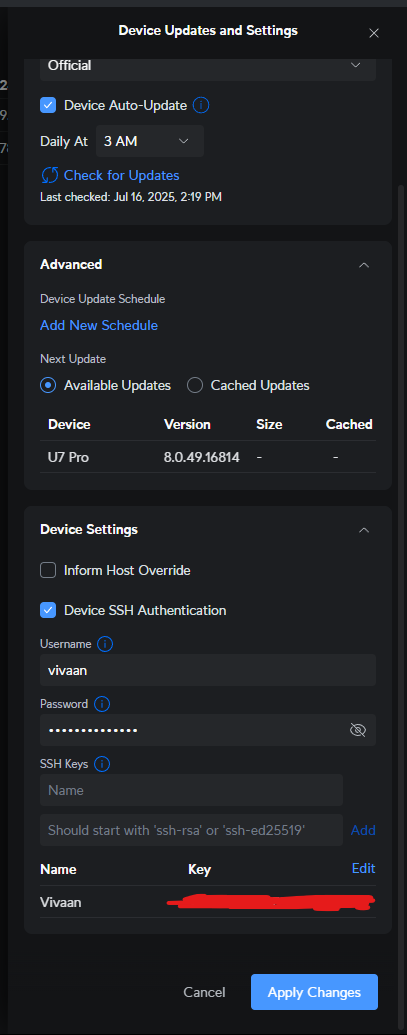 Device Updates and Settings
2
Official
9
Device Auto-Update
Daily At 3 AM
78
Check for Updates
Last checked: Jul 16, 2025, 2:19 PM
Advanced
Device Update Schedule
Add New Schedule
Next Update
Available Updates Cached Updates
Device Version Size Cached
U7 Pro 8.0.49.16814 - -
Device Settings
Inform Host Override
Device SSH Authentication
Username
vivaan
Password
••••••••••••••
SSH Keys
Name
Should start with 'ssh-rsa' or 'ssh-ed25519' Add
Name Key Edit
Vivaan
Cancel Apply Changes